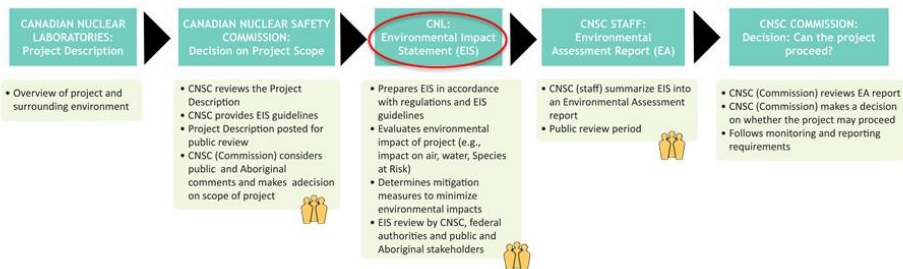 CANADIAN NUCLEAR
LABORATORIES:
Project Description
CANADIAN NUCLEAR SAFETY
COMMISSION:
Decision on Project Scope
CNL:
Environmental Impact
Statement (EIS)
CNSC STAFF:
Environmental
Assessment Report (EA)
CNSC COMMISSION:
Decision: Can the project
proceed?
• Overview of project and
surrounding environment
• CNSC reviews the Project
Description
• CNSC provides EIS guidelines
• Project Description posted for
public review
• CNSC (Commission) considers
public and Aboriginal
comments and makes adecision
on scope of project
• Prepares EIS in accordance
with regulations and EIS
guidelines
• Evaluates environmental
impact of project (e.g.,
impact on air, water, Species
at Risk)
• Determines mitigation
measures to minimize
environmental impacts
• EIS review by CNSC, federal
authorities and public and
Aboriginal stakeholders
• CNSC (staff) summarize EIS into
an Environmental Assessment
report
• Public review period
• CNSC (Commission) reviews EA report
• CNSC (Commission) makes a decision
on whether the project may proceed
• Follows monitoring and reporting
requirements